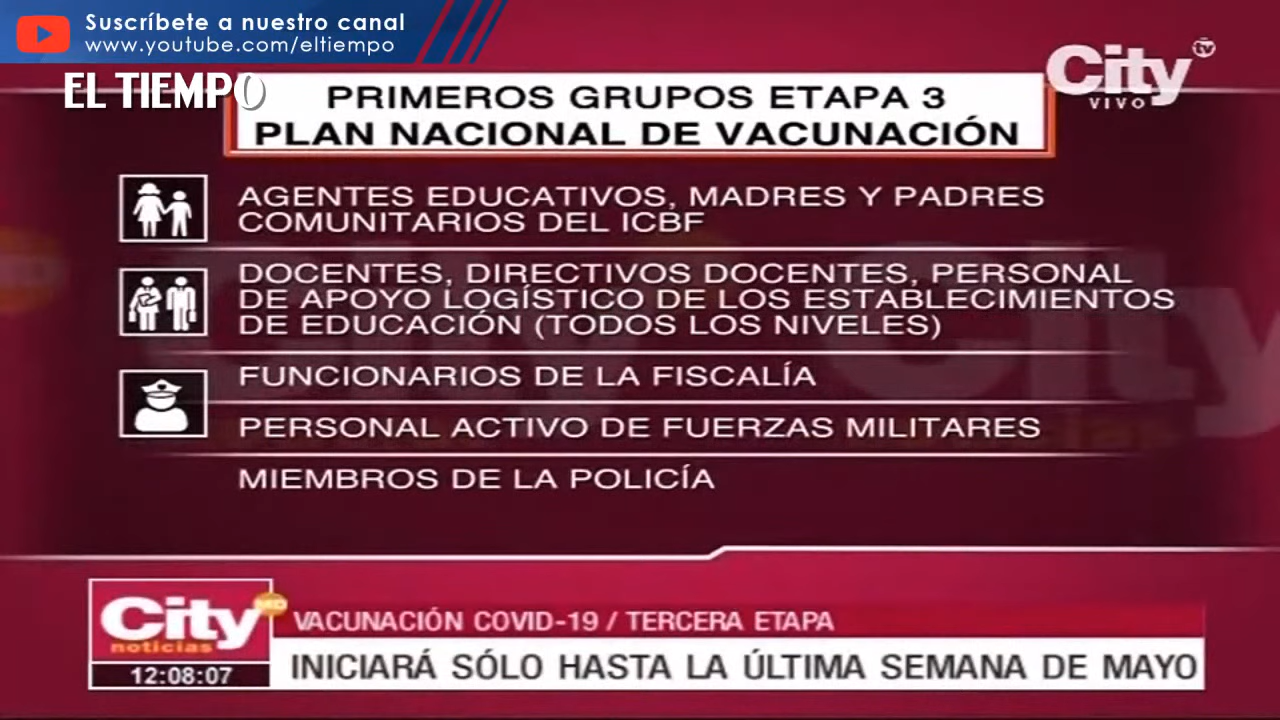 Suscríbete a nuestro canal
www.youtube.com/eltiempo
EL TIEMPO
City tv
VIVO
PRIMEROS GRUPOS ETAPA 3
PLAN NACIONAL DE VACUNACIÓN
AGENTES EDUCATIVOS, MADRES Y PADRES
COMUNITARIOS DEL ICBF
DOCENTES, DIRECTIVOS DOCENTES, PERSONAL
DE APOYO LOGÍSTICO DE LOS ESTABLECIMIENTOS
DE EDUCACIÓN (TODOS LOS NIVELES)
FUNCIONARIOS DE LA FISCALÍA
PERSONAL ACTIVO DE FUERZAS MILITARES
MIEMBROS DE LA POLICÍA
City MD
noticias
12:08:07
VACUNACIÓN COVID-19 / TERCERA ETAPA
INICIARÁ SÓLO HASTA LA ÚLTIMA SEMANA DE MAYO